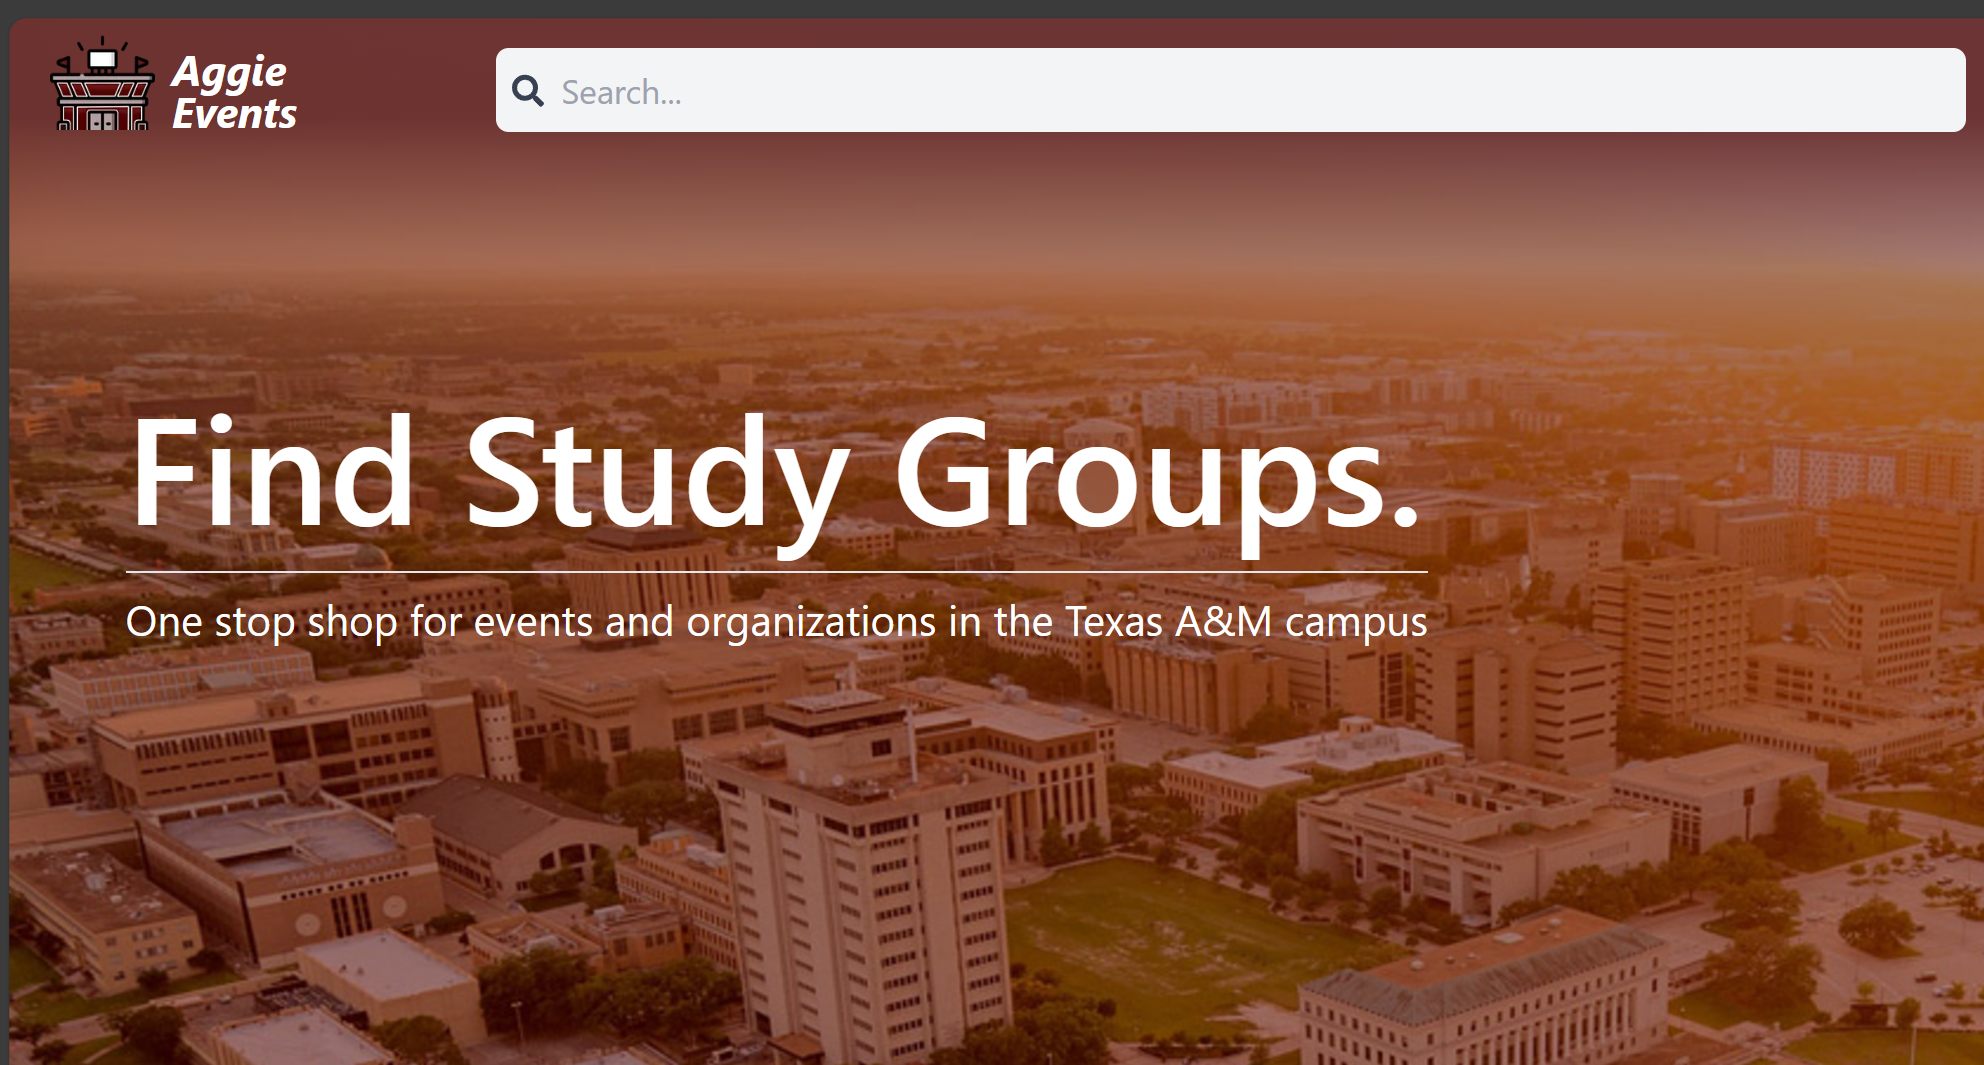 Aggie
Events
Search...
Find Study Groups.
One stop shop for events and organizations in the Texas A&M campus